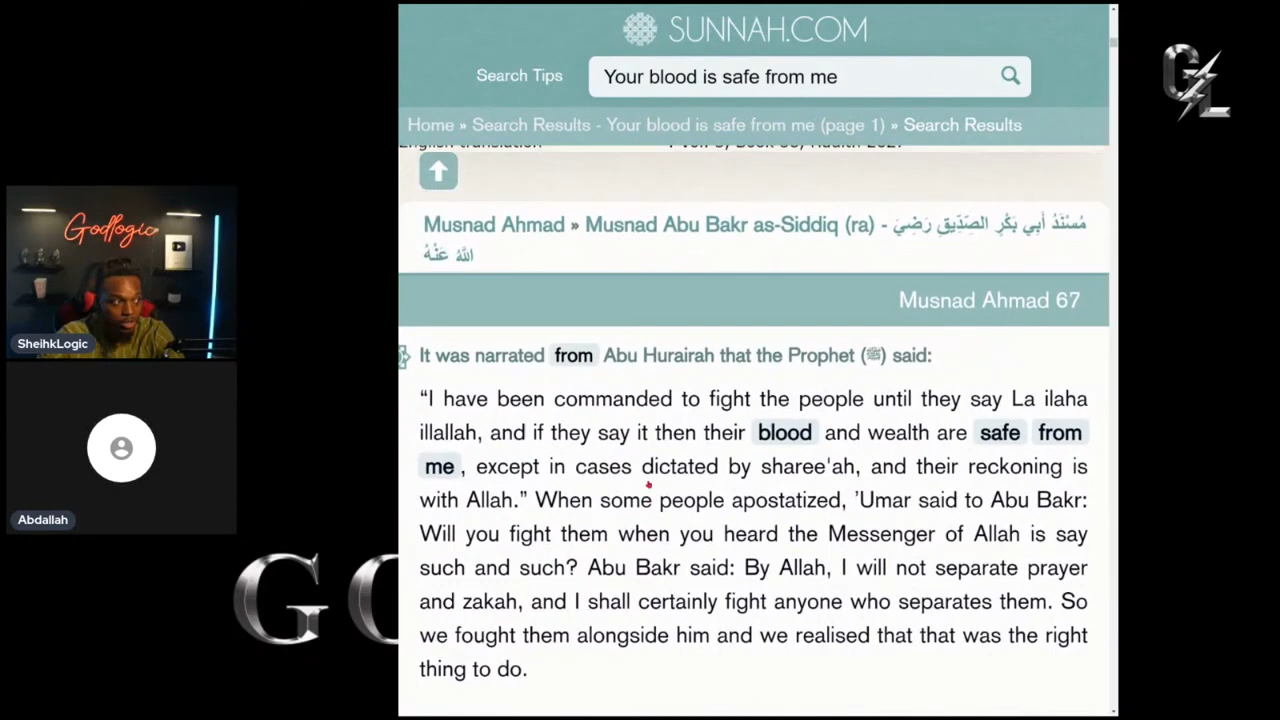 SUNNAH.COM
Search Tips
Your blood is safe from me
Home » Search Results - Your blood is safe from me (page 1) » Search Results
English translation
Musnad Ahmad » Musnad Abu Bakr as-Siddiq (ra) - مُسْنَدُ أَبِي بَكْرٍ الصِّدِّيقِ رَضِيَ
اللَّهُ عَنْهُ
Musnad Ahmad 67
It was narrated from Abu Hurairah that the Prophet (ﷺ) said:
“I have been commanded to fight the people until they say La ilaha
illallah, and if they say it then their blood and wealth are safe from
me, except in cases dictated by sharee'ah, and their reckoning is
with Allah.” When some people apostatized, ’Umar said to Abu Bakr:
Will you fight them when you heard the Messenger of Allah is say
such and such? Abu Bakr said: By Allah, I will not separate prayer
and zakah, and I shall certainly fight anyone who separates them. So
we fought them alongside him and we realised that that was the right
thing to do.
Godlogic
SheihkLogic
Abdallah
GO
GL